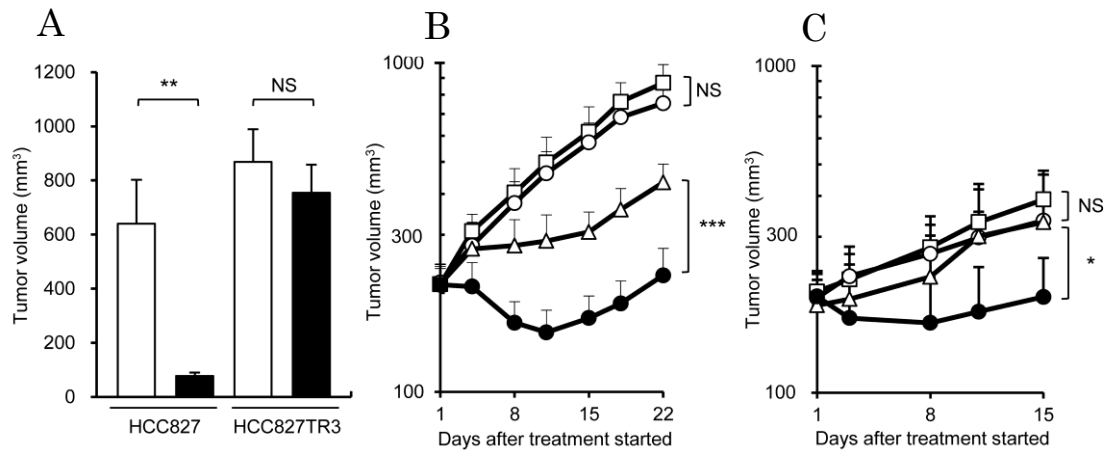 A
Tumor volume (mm³)
1200
1000
800
600
400
200
0
**
NS
HCC827
HCC827TR3
B
Tumor volume (mm³)
1000
300
100
NS
***
1
8
15
22
Days after treatment started
C
Tumor volume (mm³)
1000
300
100
NS
*
1
8
15
Days after treatment started